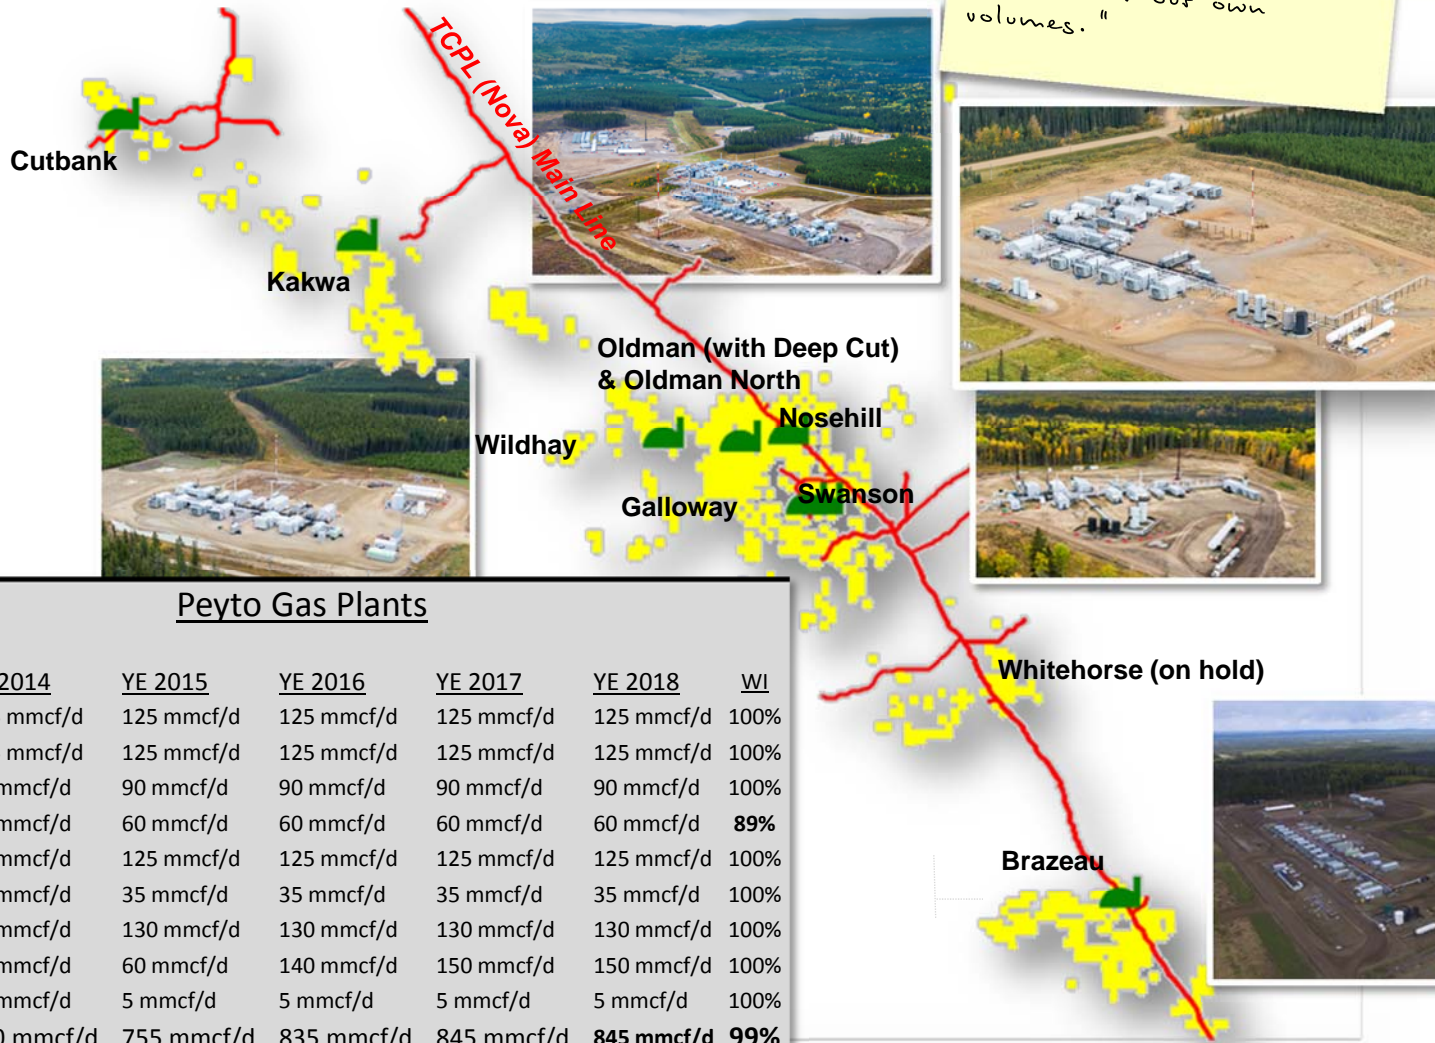 our own
volumes."
TCPL (Nova) Main Line
Cutbank
Kakwa
Oldman (with Deep Cut)
& Oldman North
Nosehill
Wildhay
Swanson
Galloway
Whitehorse (on hold)
Brazeau
Peyto Gas Plants
2014 YE 2015 YE 2016 YE 2017 YE 2018 WI
mmcf/d 125 mmcf/d 125 mmcf/d 125 mmcf/d 125 mmcf/d 100%
mmcf/d 125 mmcf/d 125 mmcf/d 125 mmcf/d 125 mmcf/d 100%
mmcf/d 90 mmcf/d 90 mmcf/d 90 mmcf/d 90 mmcf/d 100%
mmcf/d 60 mmcf/d 60 mmcf/d 60 mmcf/d 60 mmcf/d 89%
mmcf/d 125 mmcf/d 125 mmcf/d 125 mmcf/d 125 mmcf/d 100%
mmcf/d 35 mmcf/d 35 mmcf/d 35 mmcf/d 35 mmcf/d 100%
mmcf/d 130 mmcf/d 130 mmcf/d 130 mmcf/d 130 mmcf/d 100%
mmcf/d 60 mmcf/d 140 mmcf/d 150 mmcf/d 150 mmcf/d 100%
mmcf/d 5 mmcf/d 5 mmcf/d 5 mmcf/d 5 mmcf/d 100%
mmcf/d 755 mmcf/d 835 mmcf/d 845 mmcf/d 845 mmcf/d 99%